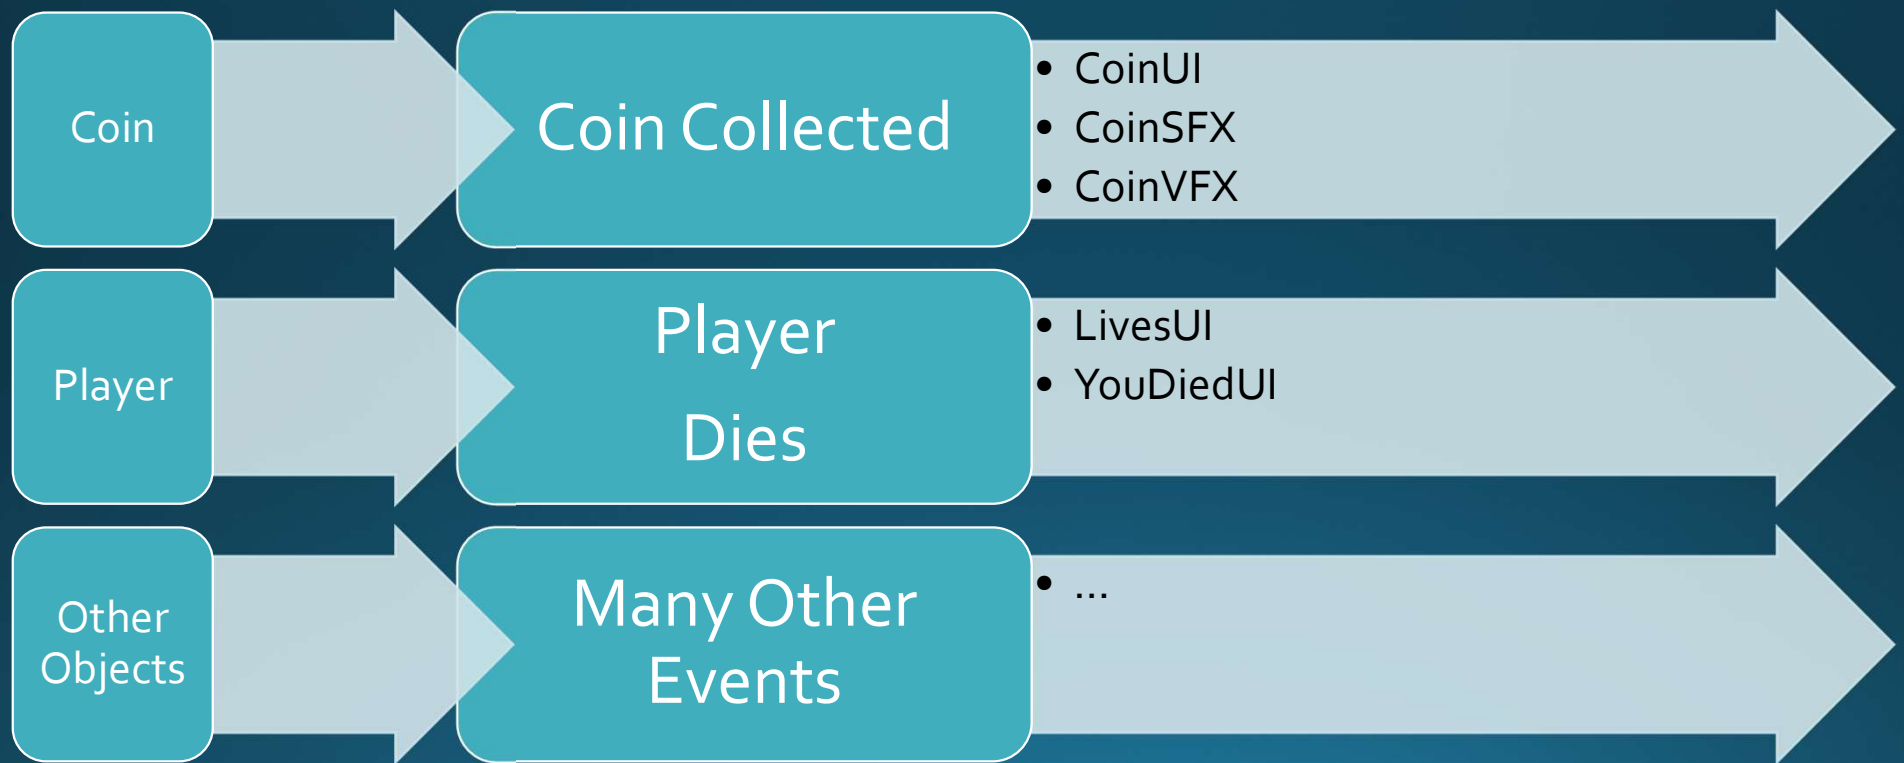 Coin
Coin Collected
• CoinUI
• CoinSFX
• CoinVFX
Player
Player
Dies
• LivesUI
• YouDiedUI
Other
Objects
Many Other
Events
• ...